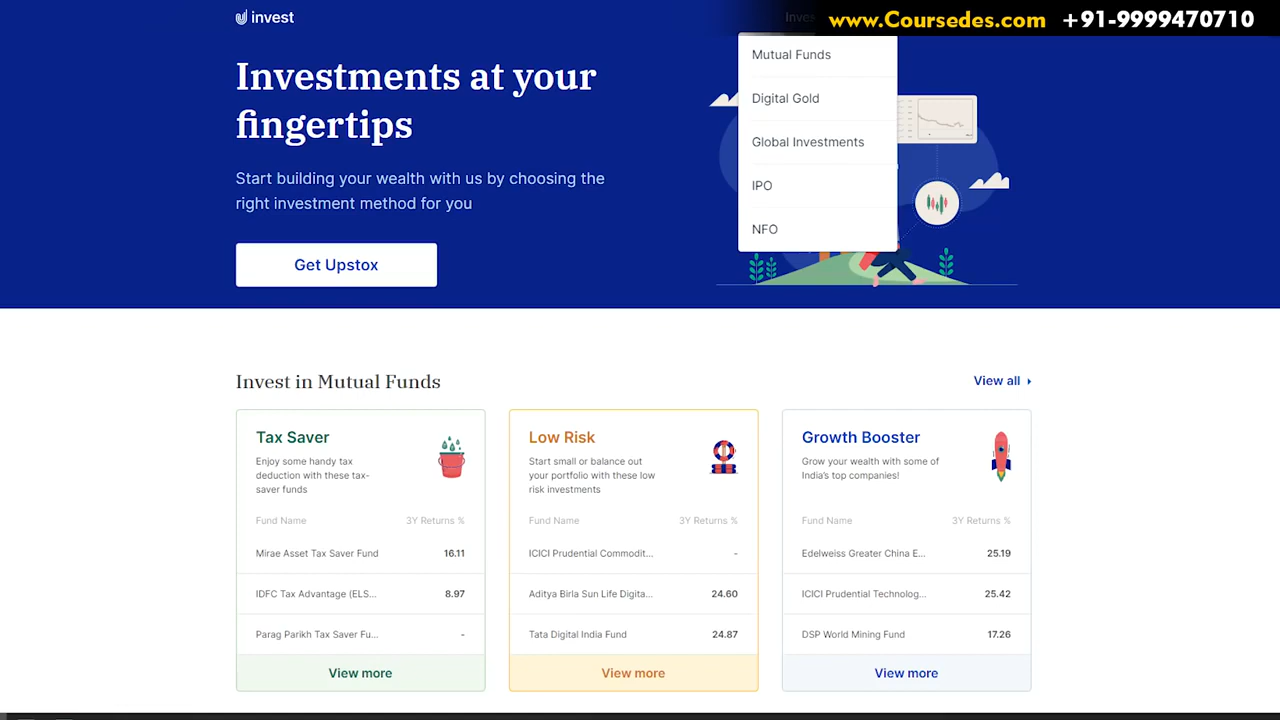 invest
www.Coursedes.com +91-9999470710
Investments at your
fingertips
Start building your wealth with us by choosing the
right investment method for you
Get Upstox
Mutual Funds
Digital Gold
Global Investments
IPO
NFO
Invest in Mutual Funds
View all
Tax Saver
Enjoy some handy tax
deduction with these tax-
saver funds
Fund Name 3Y Returns %
Mirae Asset Tax Saver Fund 16.11
IDFC Tax Advantage (ELS... 8.97
Parag Parikh Tax Saver Fu... -
View more
Low Risk
Start small or balance out
your portfolio with these low
risk investments
Fund Name 3Y Returns %
ICICI Prudential Commodit... -
Aditya Birla Sun Life Digita... 24.60
Tata Digital India Fund 24.87
View more
Growth Booster
Grow your wealth with some of
India's top companies!
Fund Name 3Y Returns %
Edelweiss Greater China E... 25.19
ICICI Prudential Technolog... 25.42
DSP World Mining Fund 17.26
View more